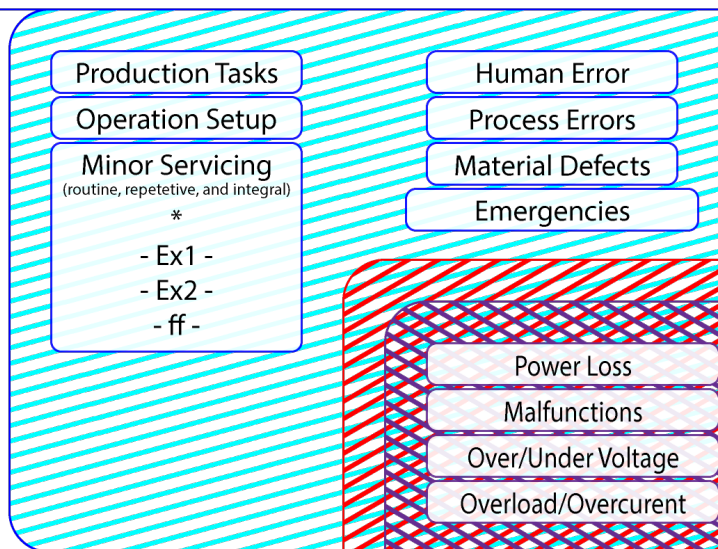 Production Tasks
Operation Setup
Minor Servicing
(routine, repetetive, and integral)
*
- Ex1 -
- Ex2 -
- ff -
Human Error
Process Errors
Material Defects
Emergencies
Power Loss
Malfunctions
Over/Under Voltage
Overload/Overcurent